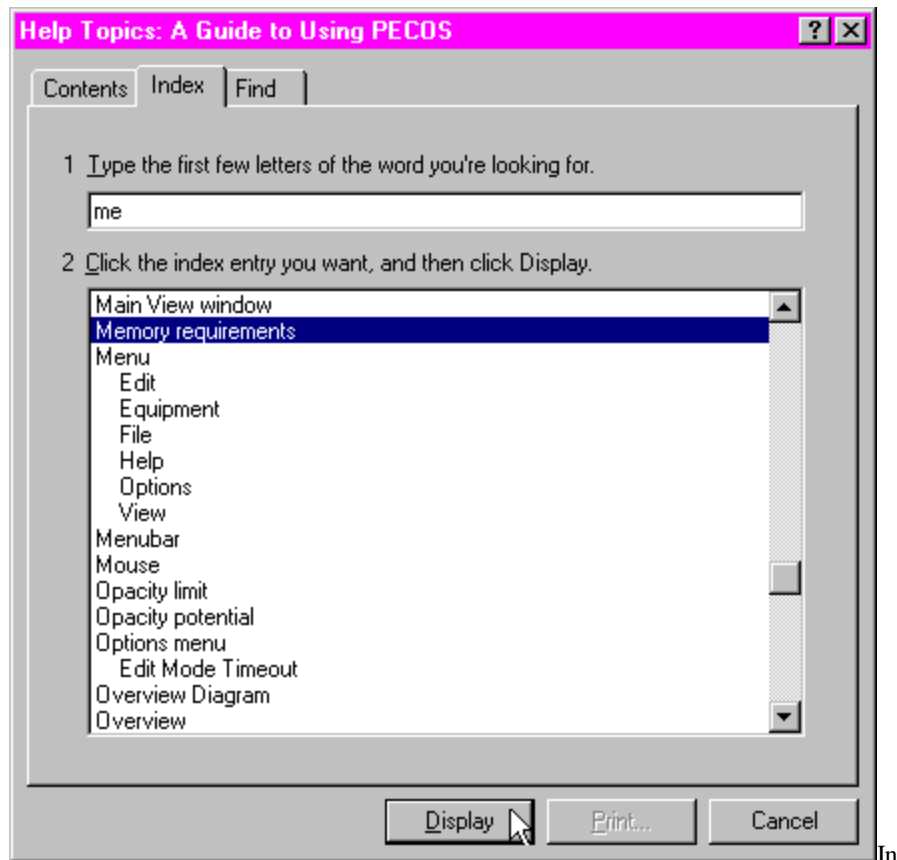 Help Topics: A Guide to Using PECOS
Contents Index Find
1 Type the first few letters of the word you're looking for.
me
2 Click the index entry you want, and then click Display.
Main View window
Memory requirements
Menu
Edit
Equipment
File
Help
Options
View
Menubar
Mouse
Opacity limit
Opacity potential
Options menu
Edit Mode Timeout
Overview Diagram
Overview
Display Print... Cancel
In